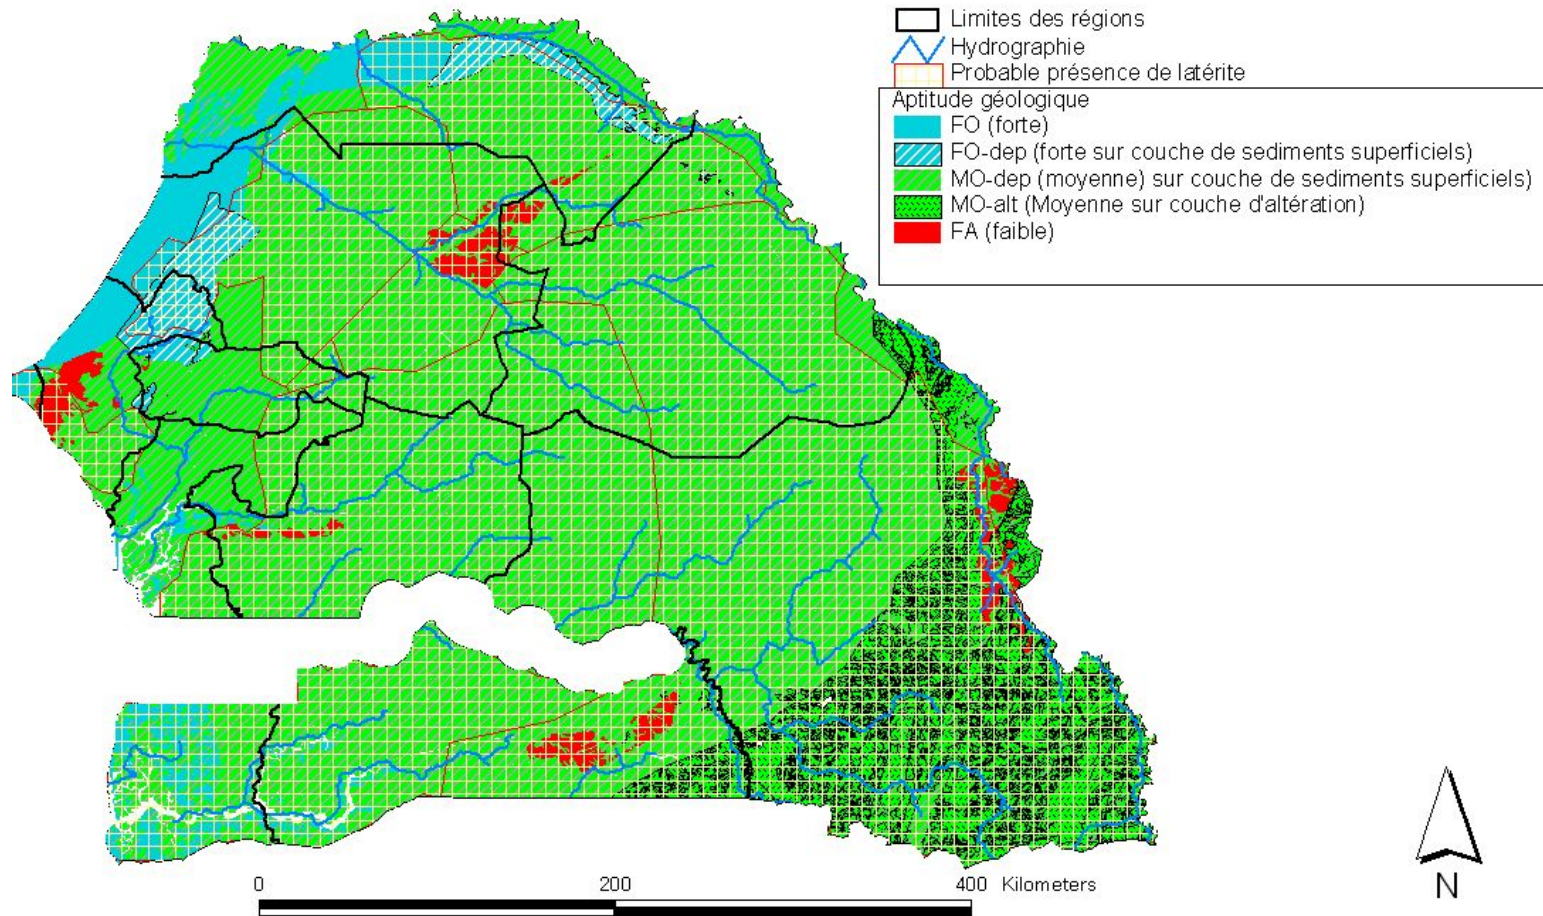 Limites des régions
Hydrographie
Probable présence de latérite
Aptitude géologique
FO (forte)
FO-dep (forte sur couche de sediments superficiels)
MO-dep (moyenne) sur couche de sediments superficiels)
MO-alt (Moyenne sur couche d'altération)
FA (faible)
0 200 400 Kilometers
N